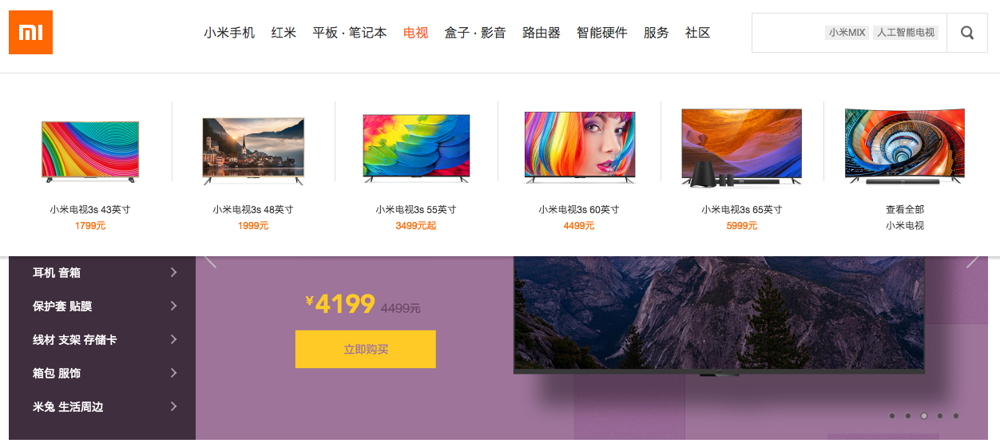 mi
小米手机 红米 平板 · 笔记本 电视 盒子 · 影音 路由器 智能硬件 服务 社区
小米MIX 人工智能电视
小米电视3s 43英寸
1799元
小米电视3s 48英寸
1999元
小米电视3s 55英寸
3499元起
小米电视3s 60英寸
4499元
小米电视3s 65英寸
5999元
查看全部
小米电视
耳机 音箱
保护套 贴膜
线材 支架 存储卡
箱包 服饰
米兔 生活周边
¥4199 4499元
立即购买